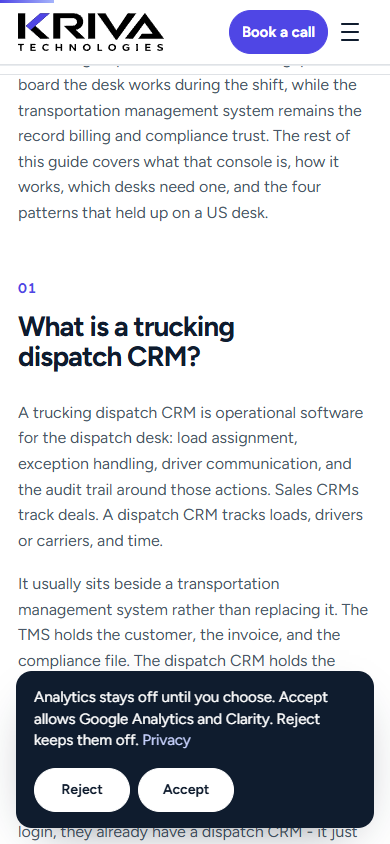 KRIVA
TECHNOLOGIES
Book a call
board the desk works during the shift, while the
transportation management system remains the
record billing and compliance trust. The rest of
this guide covers what that console is, how it
works, which desks need one, and the four
patterns that held up on a US desk.
01
What is a trucking
dispatch CRM?
A trucking dispatch CRM is operational software
for the dispatch desk: load assignment,
exception handling, driver communication, and
the audit trail around those actions. Sales CRMs
track deals. A dispatch CRM tracks loads, drivers
or carriers, and time.
It usually sits beside a transportation
management system rather than replacing it. The
TMS holds the customer, the invoice, and the
compliance file. The dispatch CRM holds the
Analytics stays off until you choose. Accept
allows Google Analytics and Clarity. Reject
keeps them off. Privacy
Reject
Accept
login, they already have a dispatch CRM - it just